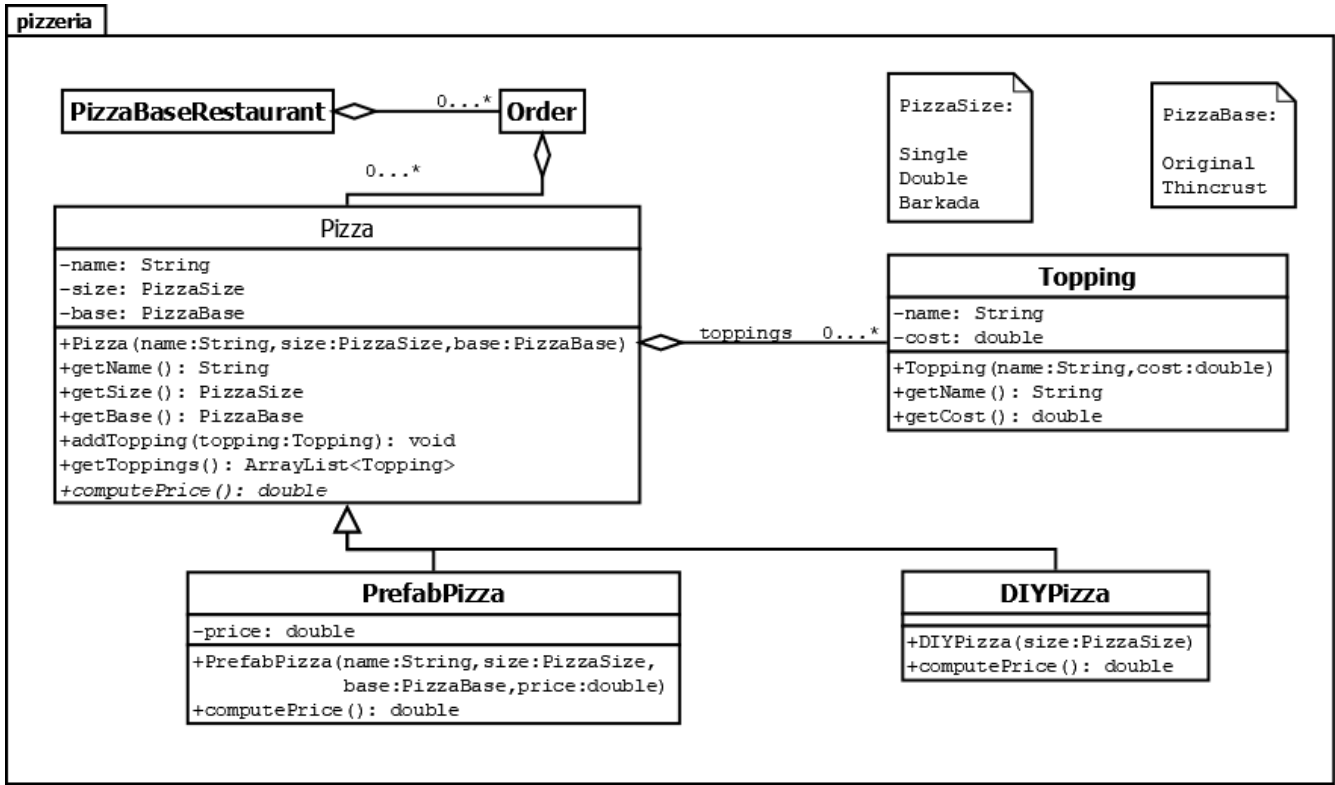 pizzeria
PizzaBaseRestaurant
0...*
Order
0...*
PizzaSize:
Single
Double
Barkada
PizzaBase:
Original
Thincrust
Pizza
-name: String
-size: PizzaSize
-base: PizzaBase
+Pizza(name:String,size:PizzaSize,base:PizzaBase)
+getName(): String
+getSize(): PizzaSize
+getBase(): PizzaBase
+addTopping(topping:Topping): void
+getToppings(): ArrayList<Topping>
+computePrice(): double
toppings 0...*
Topping
-name: String
-cost: double
+Topping(name:String,cost:double)
+getName(): String
+getCost(): double
PrefabPizza
-price: double
+PrefabPizza(name:String,size:PizzaSize,
base:PizzaBase,price:double)
+computePrice(): double
DIYPizza
+DIYPizza(size:PizzaSize)
+computePrice(): double